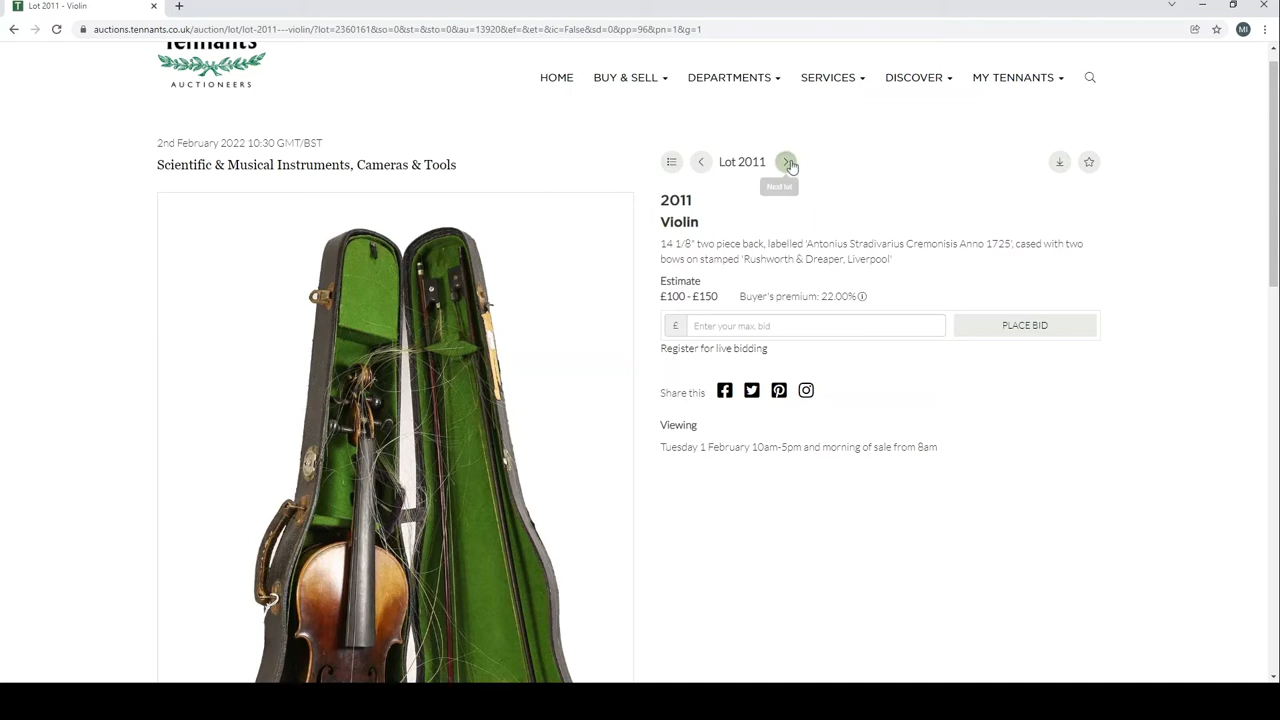 Lot 2011 - Violin
auctions.tennants.co.uk/auction/lot/lot-2011---violin/?lot=2360161&so=0&st=&sto=0&au=13920&ef=&et=&ic=False&sd=0&pp=96&pn=1&g=1
MI
Tennants
AUCTIONEERS
HOME BUY & SELL DEPARTMENTS SERVICES DISCOVER MY TENNANTS
2nd February 2022 10:30 GMT/BST
Scientific & Musical Instruments, Cameras & Tools
Lot 2011
Next lot
2011
Violin
14 1/8" two piece back, labelled 'Antonius Stradivarius Cremonisis Anno 1725', cased with two
bows on stamped 'Rushworth & Dreaper, Liverpool'
Estimate
£100 - £150 Buyer's premium: 22.00%
£ Enter your max. bid PLACE BID
Register for live bidding
Share this
Viewing
Tuesday 1 February 10am-5pm and morning of sale from 8am